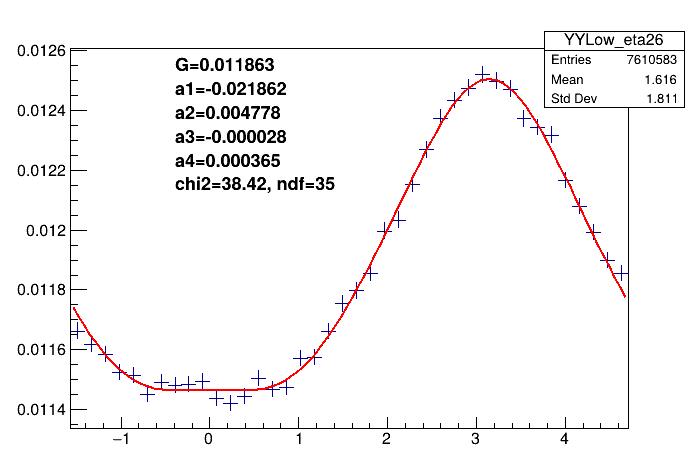 YYLow_eta26
Entries 7610583
Mean 1.616
Std Dev 1.811
G=0.011863
a1=-0.021862
a2=0.004778
a3=-0.000028
a4=0.000365
chi2=38.42, ndf=35
0.0126
0.0124
0.0122
0.012
0.0118
0.0116
0.0114
−1 0 1 2 3 4